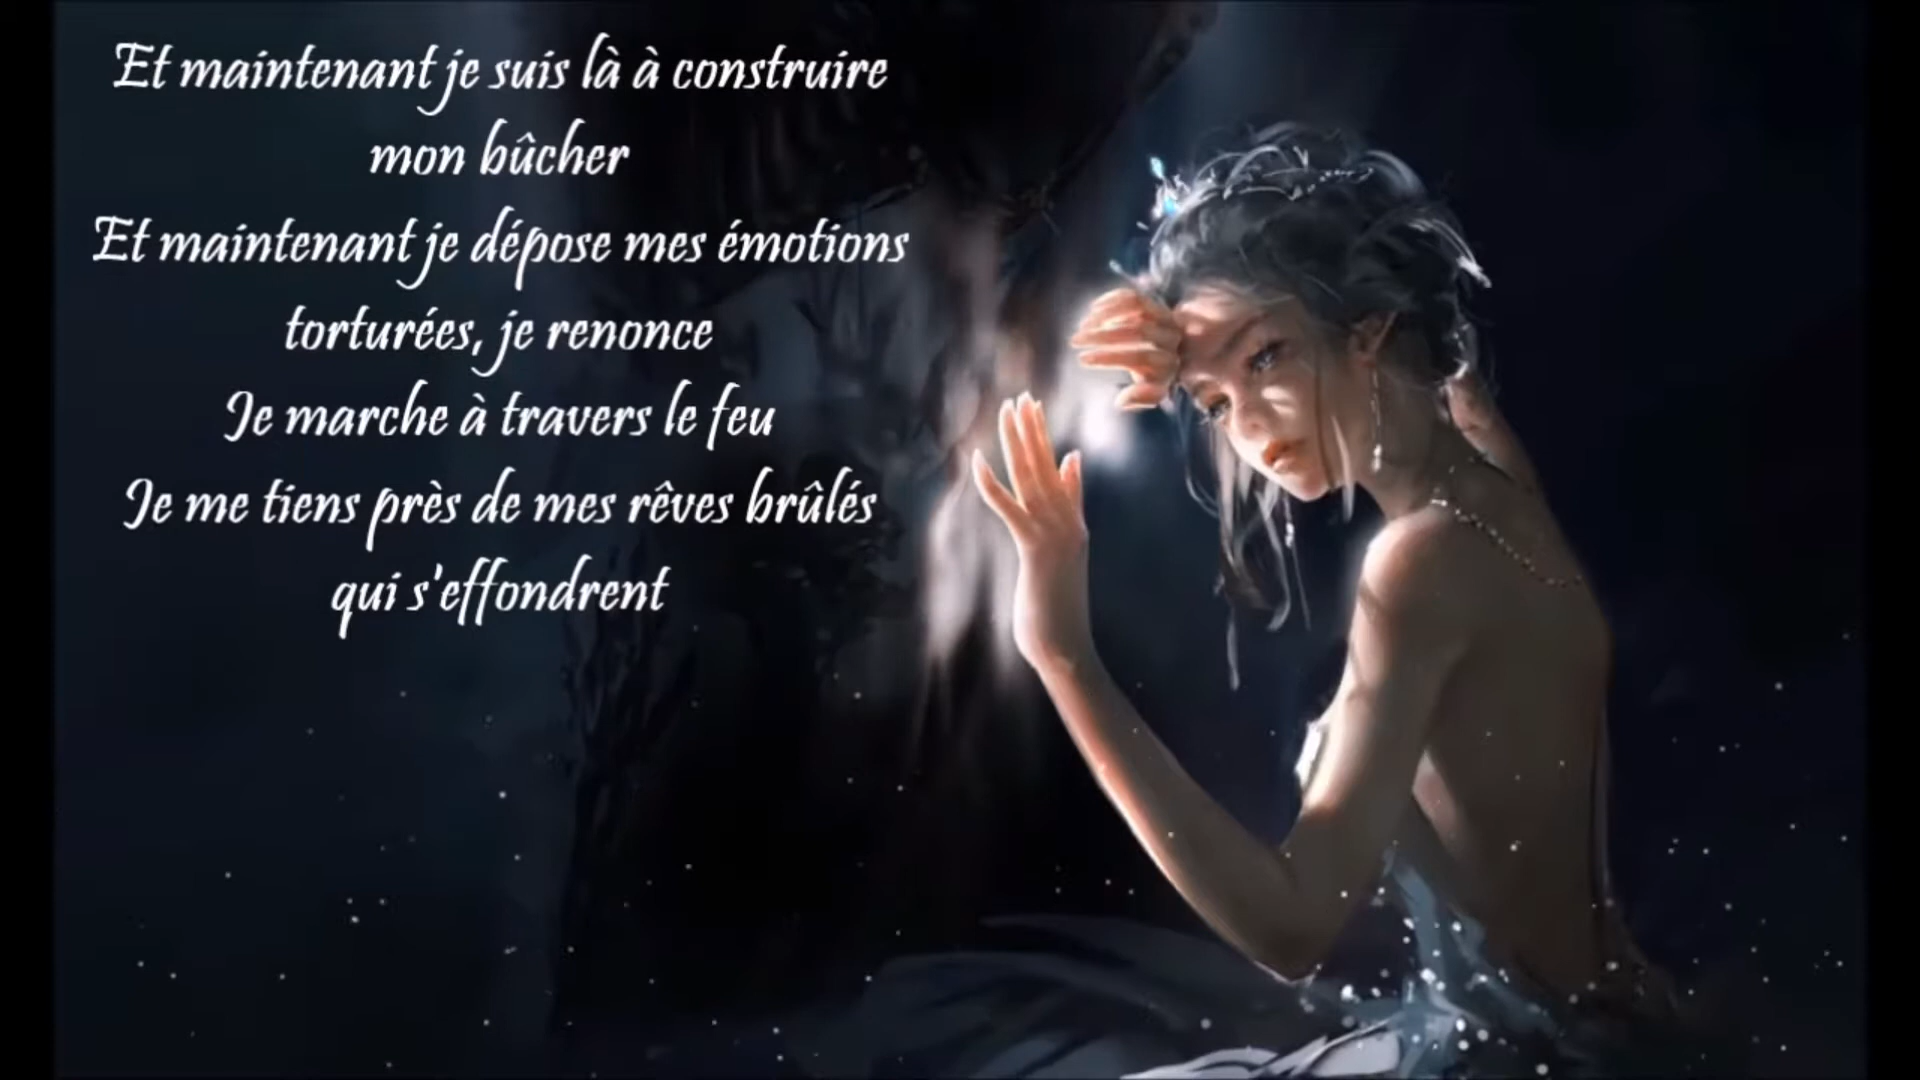 Et maintenant je suis là à construire
mon bûcher
Et maintenant je dépose mes émotions
torturées, je renonce
Je marche à travers le feu
Je me tiens près de mes rêves brûlés
qui s'effondrent